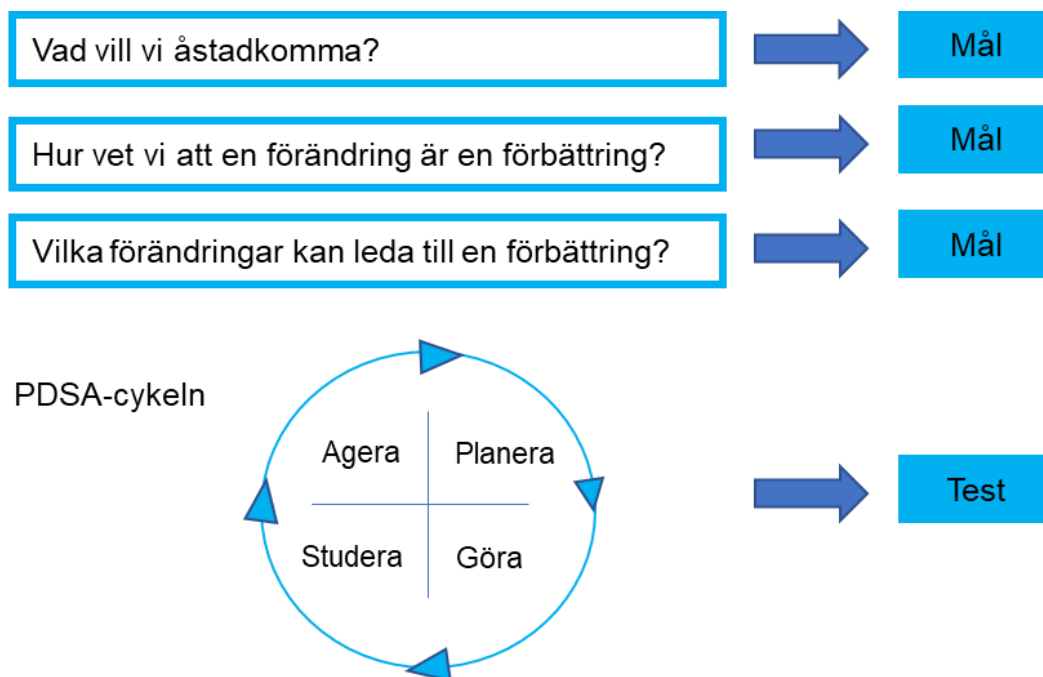 Vad vill vi åstadkomma?
Mål
Hur vet vi att en förändring är en förbättring?
Mål
Vilka förändringar kan leda till en förbättring?
Mål
PDSA-cykeln
Agera
Planera
Studera
Göra
Test